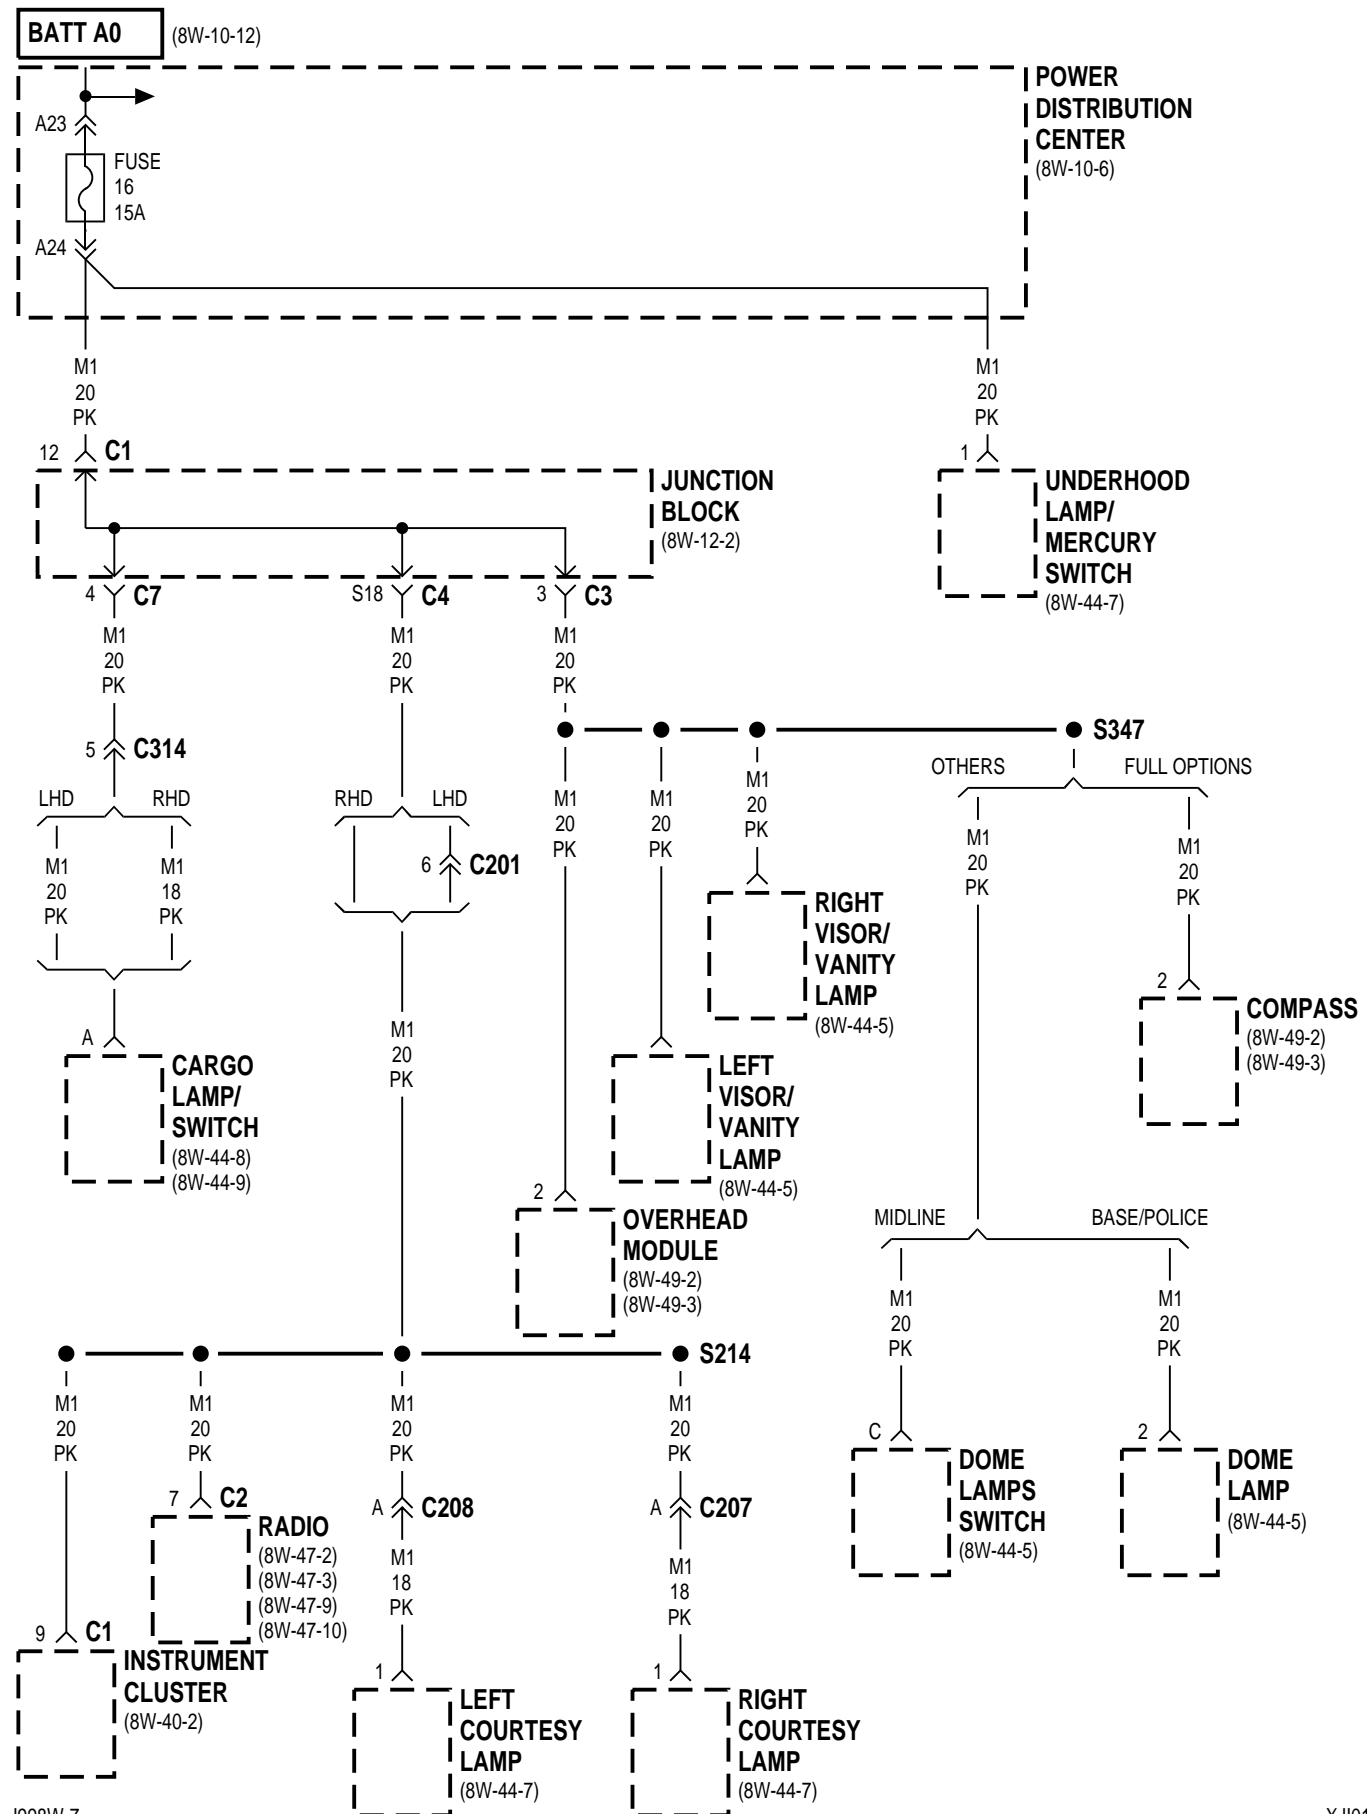 BATT A0 (8W-10-12)
POWER
DISTRIBUTION
CENTER
(8W-10-6)
A23
FUSE
16
15A
A24
M1
20
PK
M1
20
PK
12 C1
1
JUNCTION
BLOCK
(8W-12-2)
UNDERHOOD
LAMP/
MERCURY
SWITCH
(8W-44-7)
4 C7
S18 C4
3 C3
M1
20
PK
M1
20
PK
M1
20
PK
5 C314
S347
OTHERS FULL OPTIONS
LHD RHD
RHD LHD
M1
20
PK
M1
18
PK
6 C201
M1
20
PK
M1
20
PK
M1
20
PK
M1
20
PK
M1
20
PK
RIGHT
VISOR/
VANITY
LAMP
(8W-44-5)
2
COMPASS
(8W-49-2)
(8W-49-3)
A
CARGO
LAMP/
SWITCH
(8W-44-8)
(8W-44-9)
M1
20
PK
LEFT
VISOR/
VANITY
LAMP
(8W-44-5)
2
OVERHEAD
MODULE
(8W-49-2)
(8W-49-3)
MIDLINE BASE/POLICE
M1
20
PK
M1
20
PK
S214
M1
20
PK
M1
20
PK
M1
20
PK
M1
20
PK
C
DOME
LAMPS
SWITCH
(8W-44-5)
2
DOME
LAMP
(8W-44-5)
7 C2
RADIO
(8W-47-2)
(8W-47-3)
(8W-47-9)
(8W-47-10)
A C208
A C207
M1
18
PK
M1
18
PK
9 C1
INSTRUMENT
CLUSTER
(8W-40-2)
1
LEFT
COURTESY
LAMP
(8W-44-7)
1
RIGHT
COURTESY
LAMP
(8W-44-7)